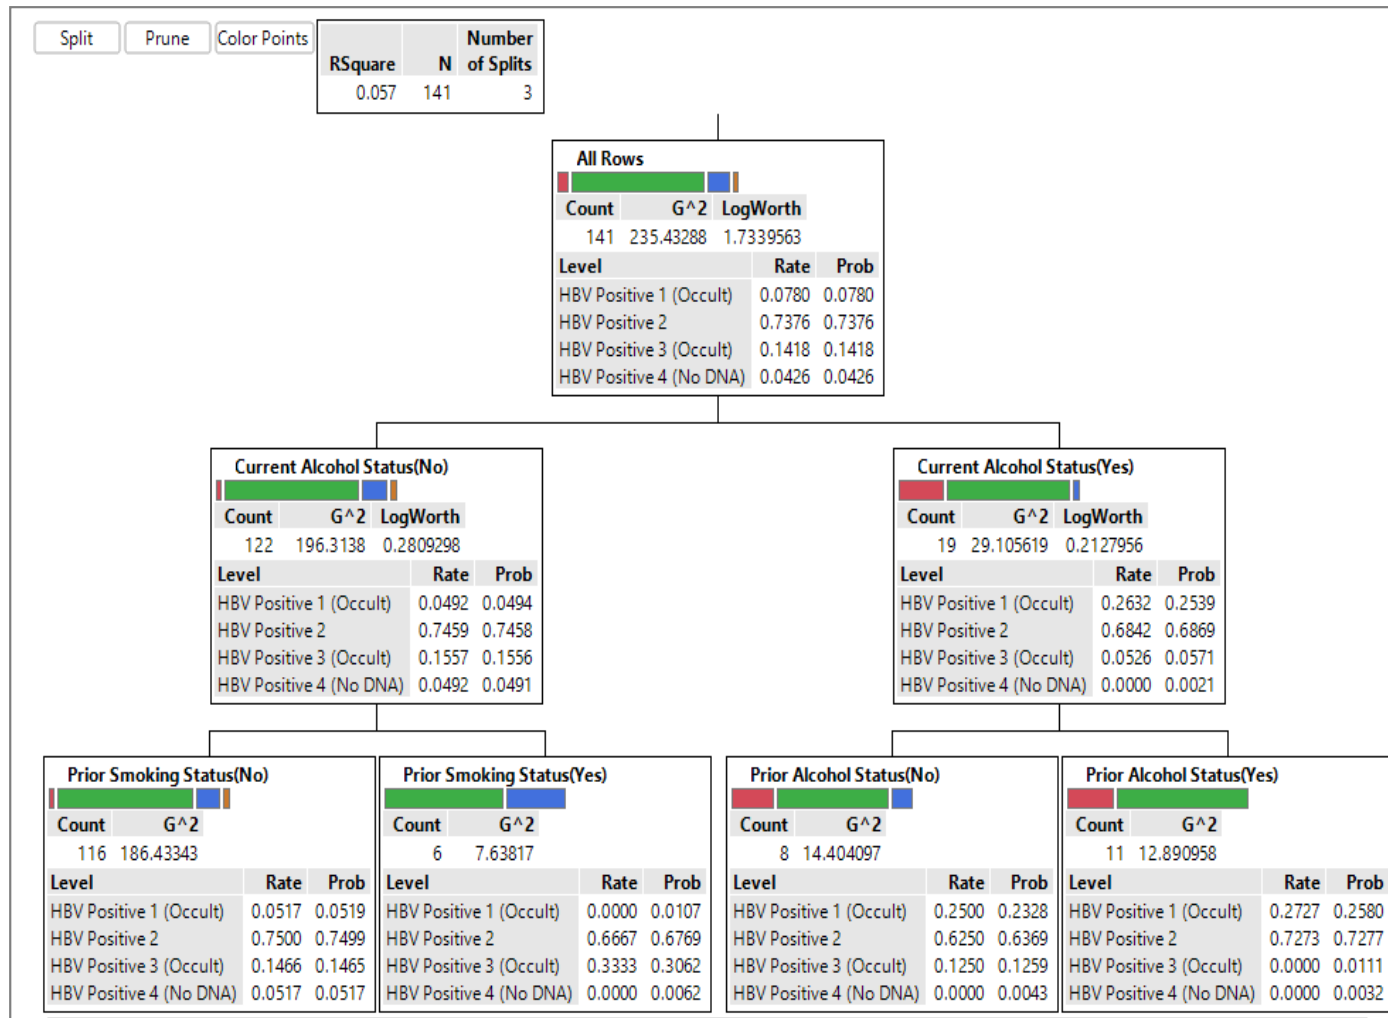 Split Prune Color Points
RSquare N Number of Splits
0.057 141 3
All Rows
Count G^2 LogWorth
141 235.43288 1.7339563
Level Rate Prob
HBV Positive 1 (Occult) 0.0780 0.0780
HBV Positive 2 0.7376 0.7376
HBV Positive 3 (Occult) 0.1418 0.1418
HBV Positive 4 (No DNA) 0.0426 0.0426
Current Alcohol Status(No)
Count G^2 LogWorth
122 196.3138 0.2809298
Level Rate Prob
HBV Positive 1 (Occult) 0.0492 0.0494
HBV Positive 2 0.7459 0.7458
HBV Positive 3 (Occult) 0.1557 0.1556
HBV Positive 4 (No DNA) 0.0492 0.0491
Current Alcohol Status(Yes)
Count G^2 LogWorth
19 29.105619 0.2127956
Level Rate Prob
HBV Positive 1 (Occult) 0.2632 0.2539
HBV Positive 2 0.6842 0.6869
HBV Positive 3 (Occult) 0.0526 0.0571
HBV Positive 4 (No DNA) 0.0000 0.0021
Prior Smoking Status(No)
Count G^2
116 186.43343
Level Rate Prob
HBV Positive 1 (Occult) 0.0517 0.0519
HBV Positive 2 0.7500 0.7499
HBV Positive 3 (Occult) 0.1466 0.1465
HBV Positive 4 (No DNA) 0.0517 0.0517
Prior Smoking Status(Yes)
Count G^2
6 7.63817
Level Rate Prob
HBV Positive 1 (Occult) 0.0000 0.0107
HBV Positive 2 0.6667 0.6769
HBV Positive 3 (Occult) 0.3333 0.3062
HBV Positive 4 (No DNA) 0.0000 0.0062
Prior Alcohol Status(No)
Count G^2
8 14.404097
Level Rate Prob
HBV Positive 1 (Occult) 0.2500 0.2328
HBV Positive 2 0.6250 0.6369
HBV Positive 3 (Occult) 0.1250 0.1259
HBV Positive 4 (No DNA) 0.0000 0.0043
Prior Alcohol Status(Yes)
Count G^2
11 12.890958
Level Rate Prob
HBV Positive 1 (Occult) 0.2727 0.2580
HBV Positive 2 0.7273 0.7277
HBV Positive 3 (Occult) 0.0000 0.0111
HBV Positive 4 (No DNA) 0.0000 0.0032